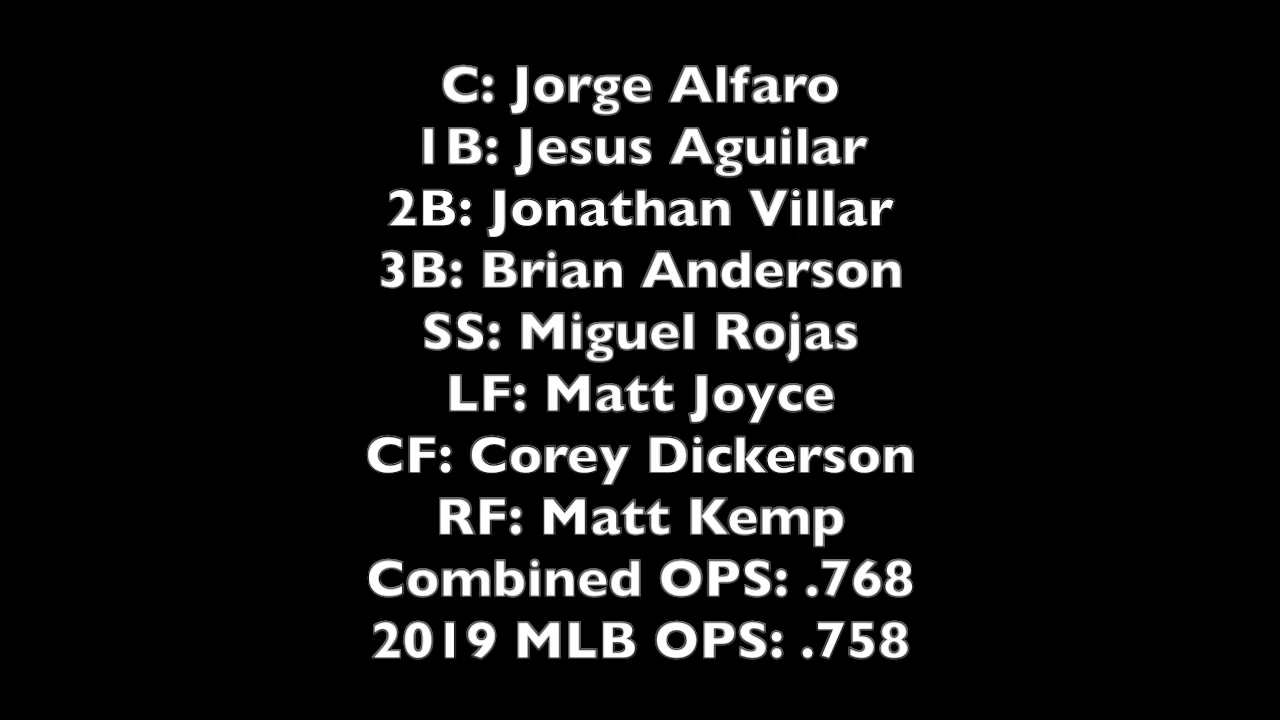 C: Jorge Alfaro
1B: Jesus Aguilar
2B: Jonathan Villar
3B: Brian Anderson
SS: Miguel Rojas
LF: Matt Joyce
CF: Corey Dickerson
RF: Matt Kemp
Combined OPS: .768
2019 MLB OPS: .758